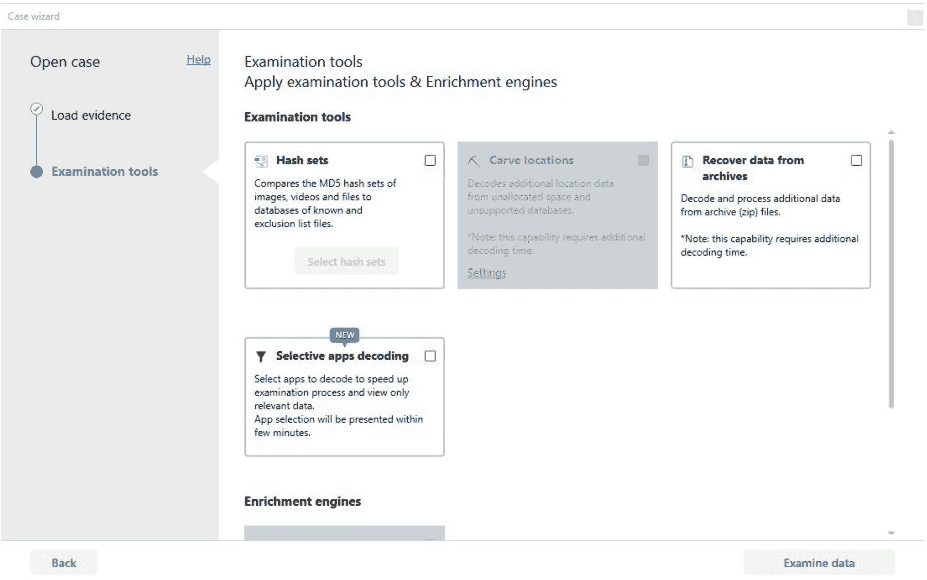 Case wizard
Open case
Help
Load evidence
Examination tools
Examination tools
Apply examination tools & Enrichment engines
Examination tools
Hash sets
Compares the MD5 hash sets of
images, videos and files to
databases of known and
exclusion list files.
Select hash sets
Carve locations
Decodes additional location data
from unallocated space and
unsupported databases.
*Note: this capability requires additional
decoding time.
Settings
Recover data from
archives
Decode and process additional data
from archive (zip) files.
*Note: this capability requires additional
decoding time.
NEW
Selective apps decoding
Select apps to decode to speed up
examination process and view only
relevant data.
App selection will be presented within
few minutes.
Enrichment engines
Back
Examine data